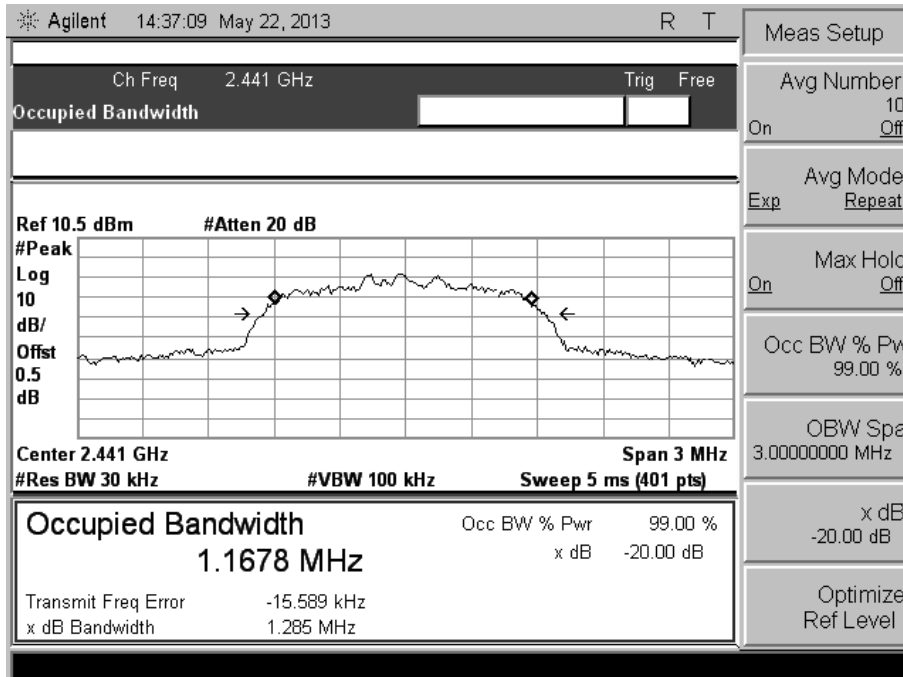 Agilent 14:37:09 May 22, 2013 R T
Meas Setup
Ch Freq 2.441 GHz Trig Free
Occupied Bandwidth
Avg Number
10
On Off
Avg Mode
Exp Repeat
Max Hold
On Off
Occ BW % Pw
99.00 %
OBW Spa
3.00000000 MHz
x dB
-20.00 dB
Optimize
Ref Level
Ref 10.5 dBm #Atten 20 dB
#Peak
Log
10
dB/
Offst
0.5
dB
Center 2.441 GHz Span 3 MHz
#Res BW 30 kHz #VBW 100 kHz Sweep 5 ms (401 pts)
Occupied Bandwidth
1.1678 MHz
Occ BW % Pwr 99.00 %
x dB -20.00 dB
Transmit Freq Error -15.589 kHz
x dB Bandwidth 1.285 MHz